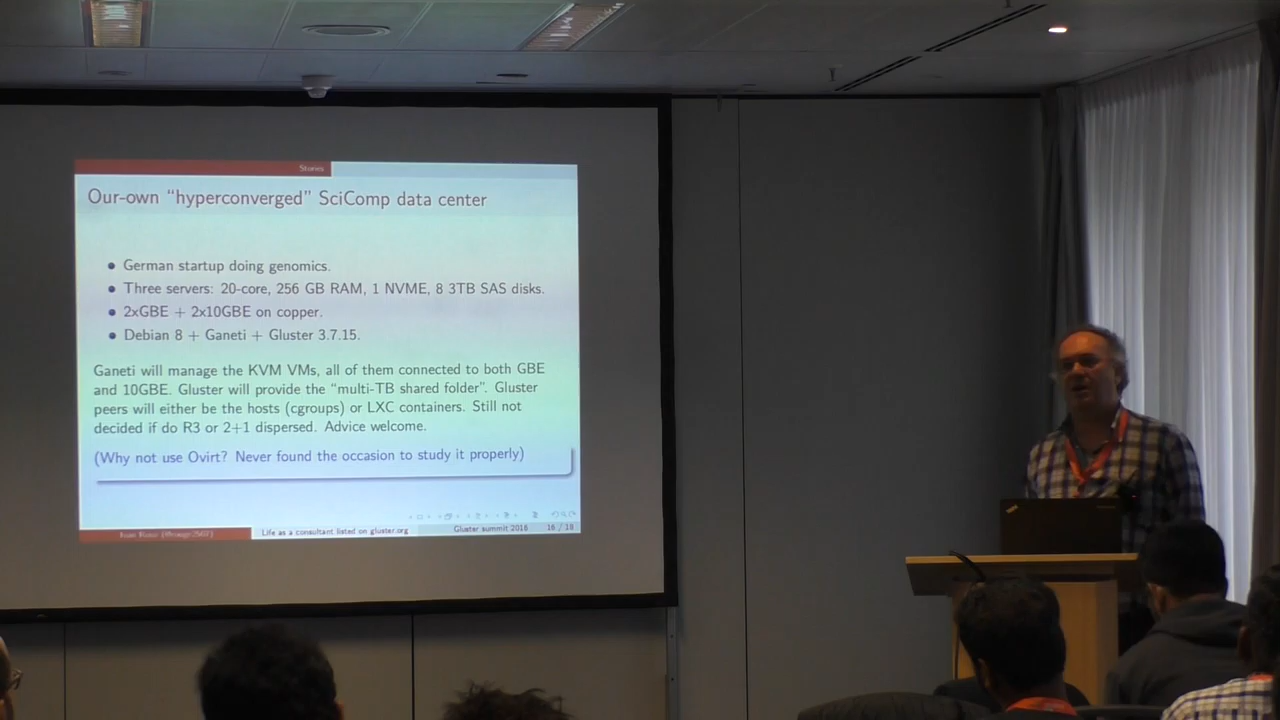 Stories
Our-own “hyperconverged” SciComp data center
• German startup doing genomics.
• Three servers: 20-core, 256 GB RAM, 1 NVME, 8 3TB SAS disks.
• 2xGBE + 2x10GBE on copper.
• Debian 8 + Ganeti + Gluster 3.7.15.
Ganeti will manage the KVM VMs, all of them connected to both GBE
and 10GBE. Gluster will provide the “multi-TB shared folder”. Gluster
peers will either be the hosts (cgroups) or LXC containers. Still not
decided if do R3 or 2+1 dispersed. Advice welcome.
(Why not use Ovirt? Never found the occasion to study it properly)
Life as a consultant listed on gluster.org
Gluster summit 2016
16 / 18